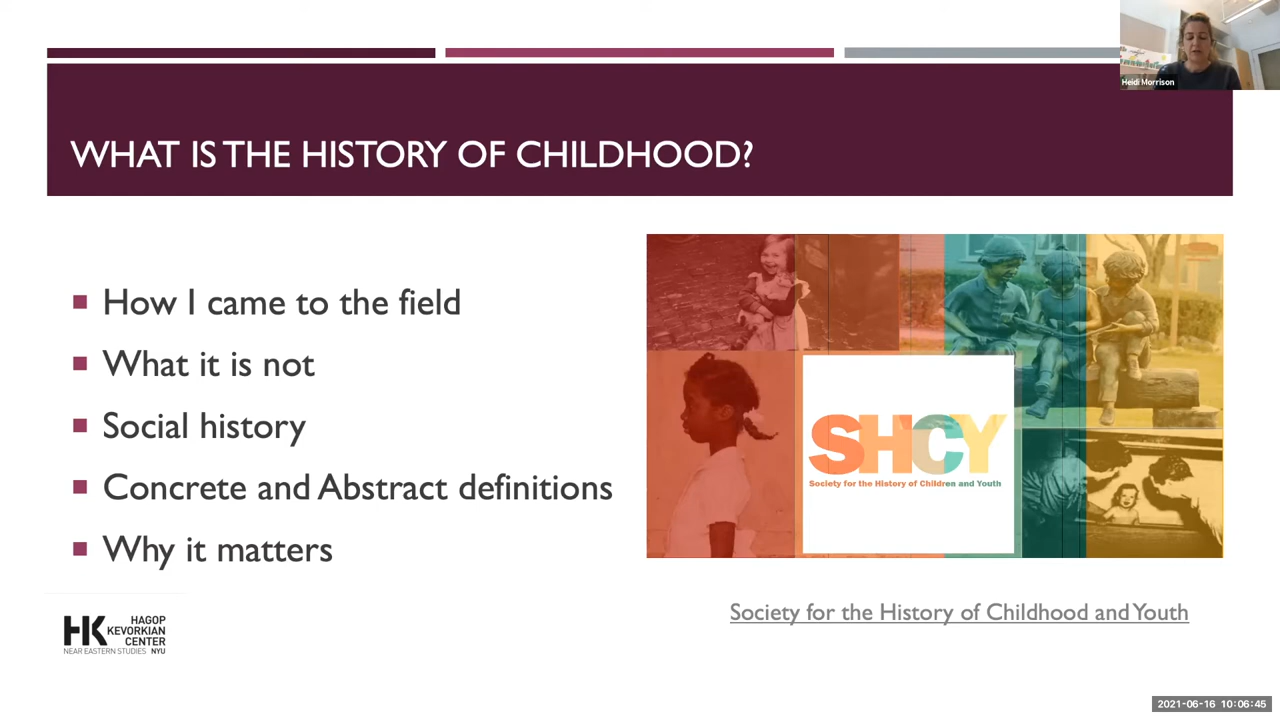 Heidi Morrison
WHAT IS THE HISTORY OF CHILDHOOD?
How I came to the field
What it is not
Social history
Concrete and Abstract definitions
Why it matters
SHCY
Society for the History of Children and Youth
Society for the History of Childhood and Youth
HK
HAGOP
KEVORKIAN
CENTER
NEAR EASTERN STUDIES NYU
2021-06-16 10:06:45